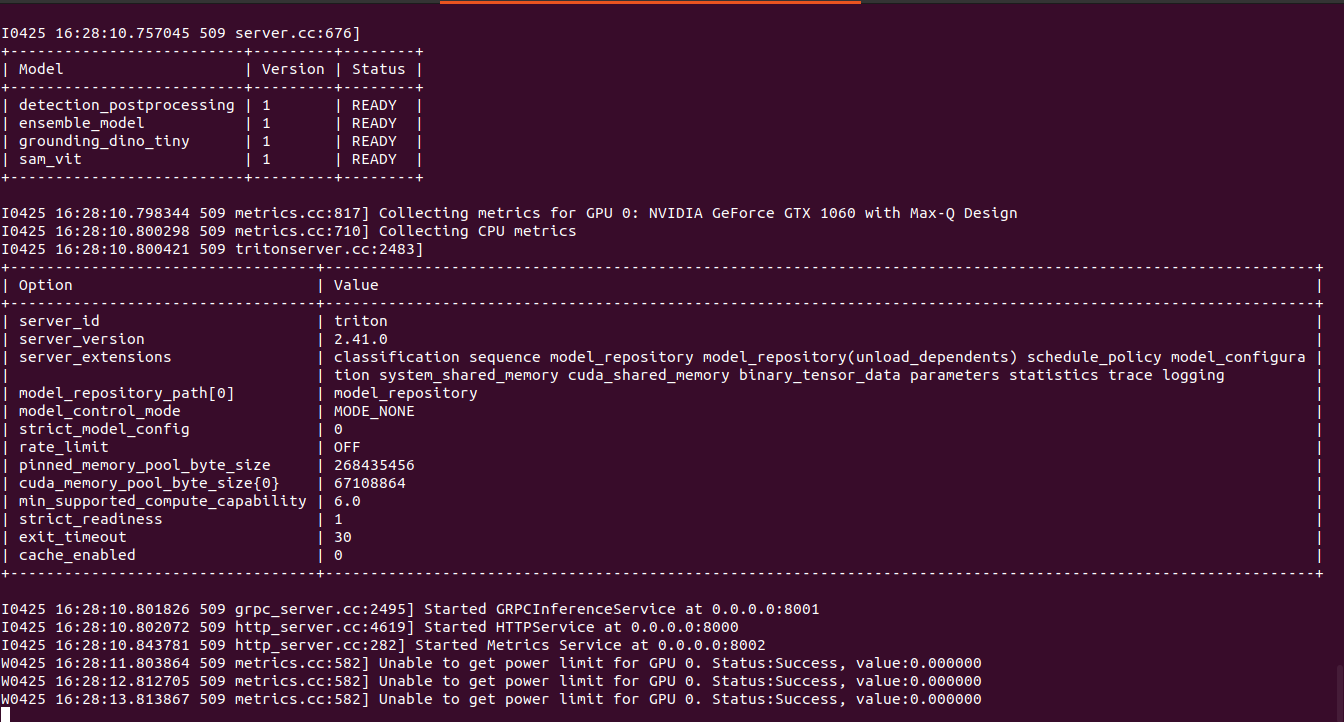 I0425 16:28:10.757045 509 server.cc:676]
+--------------------------+---------+--------+
| Model                    | Version | Status |
+--------------------------+---------+--------+
| detection_postprocessing | 1       | READY  |
| ensemble_model           | 1       | READY  |
| grounding_dino_tiny      | 1       | READY  |
| sam_vit                  | 1       | READY  |
+--------------------------+---------+--------+
I0425 16:28:10.798344 509 metrics.cc:817] Collecting metrics for GPU 0: NVIDIA GeForce GTX 1060 with Max-Q Design
I0425 16:28:10.800298 509 metrics.cc:710] Collecting CPU metrics
I0425 16:28:10.800421 509 tritonserver.cc:2483]
+----------------------------------+--------------------------------------------------------------------------------------------------------------+
| Option                           | Value                                                                                                        |
+----------------------------------+--------------------------------------------------------------------------------------------------------------+
| server_id                        | triton                                                                                                       |
| server_version                   | 2.41.0                                                                                                       |
| server_extensions                | classification sequence model_repository model_repository(unload_dependents) schedule_policy model_configura |
|                                  | tion system_shared_memory cuda_shared_memory binary_tensor_data parameters statistics trace logging          |
| model_repository_path[0]         | model_repository                                                                                             |
| model_control_mode               | MODE_NONE                                                                                                    |
| strict_model_config              | 0                                                                                                            |
| rate_limit                       | OFF                                                                                                          |
| pinned_memory_pool_byte_size     | 268435456                                                                                                    |
| cuda_memory_pool_byte_size{0}    | 67108864                                                                                                     |
| min_supported_compute_capability | 6.0                                                                                                          |
| strict_readiness                 | 1                                                                                                            |
| exit_timeout                     | 30                                                                                                           |
| cache_enabled                    | 0                                                                                                            |
+----------------------------------+--------------------------------------------------------------------------------------------------------------+
I0425 16:28:10.801826 509 grpc_server.cc:2495] Started GRPCInferenceService at 0.0.0.0:8001
I0425 16:28:10.802072 509 http_server.cc:4619] Started HTTPService at 0.0.0.0:8000
I0425 16:28:10.843781 509 http_server.cc:282] Started Metrics Service at 0.0.0.0:8002
W0425 16:28:11.803864 509 metrics.cc:582] Unable to get power limit for GPU 0. Status:Success, value:0.000000
W0425 16:28:12.812705 509 metrics.cc:582] Unable to get power limit for GPU 0. Status:Success, value:0.000000
W0425 16:28:13.813867 509 metrics.cc:582] Unable to get power limit for GPU 0. Status:Success, value:0.000000